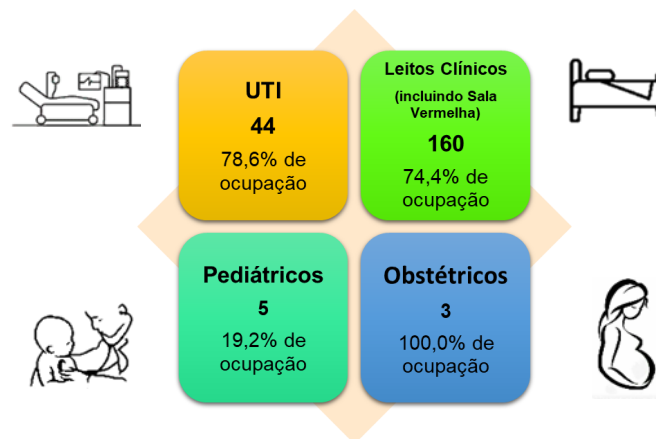 UTI
44
78,6% de
ocupação
Leitos Clínicos
(incluindo Sala
Vermelha)
160
74,4% de
ocupação
Pediátricos
5
19,2% de
ocupação
Obstétricos
3
100,0% de
ocupação